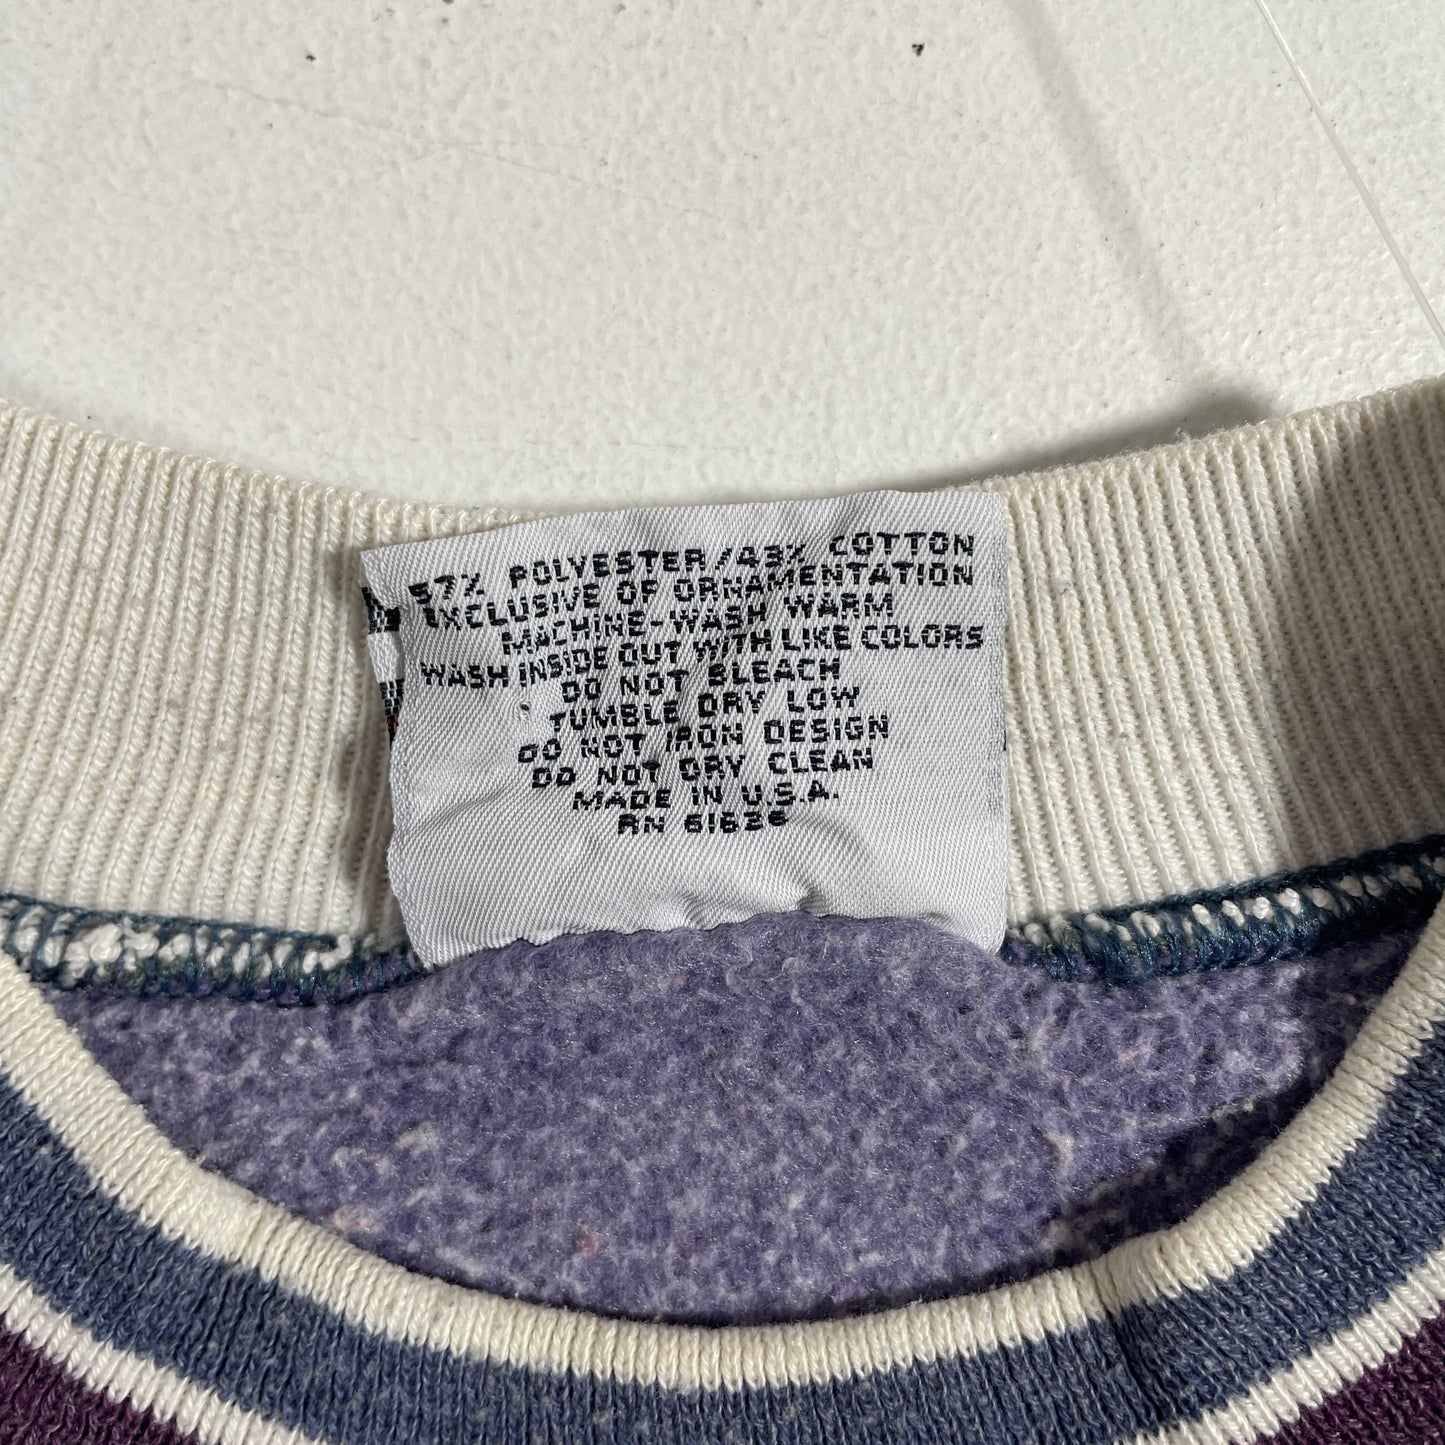 57% POLYESTER/43% COTTON
EXCLUSIVE OF ORNAMENTATION
MACHINE-WASH WARM
WASH INSIDE OUT WITH LIKE COLORS
DO NOT BLEACH
TUMBLE DRY LOW
DO NOT IRON DESIGN
DO NOT DRY CLEAN
MADE IN U.S.A.
RN 61626